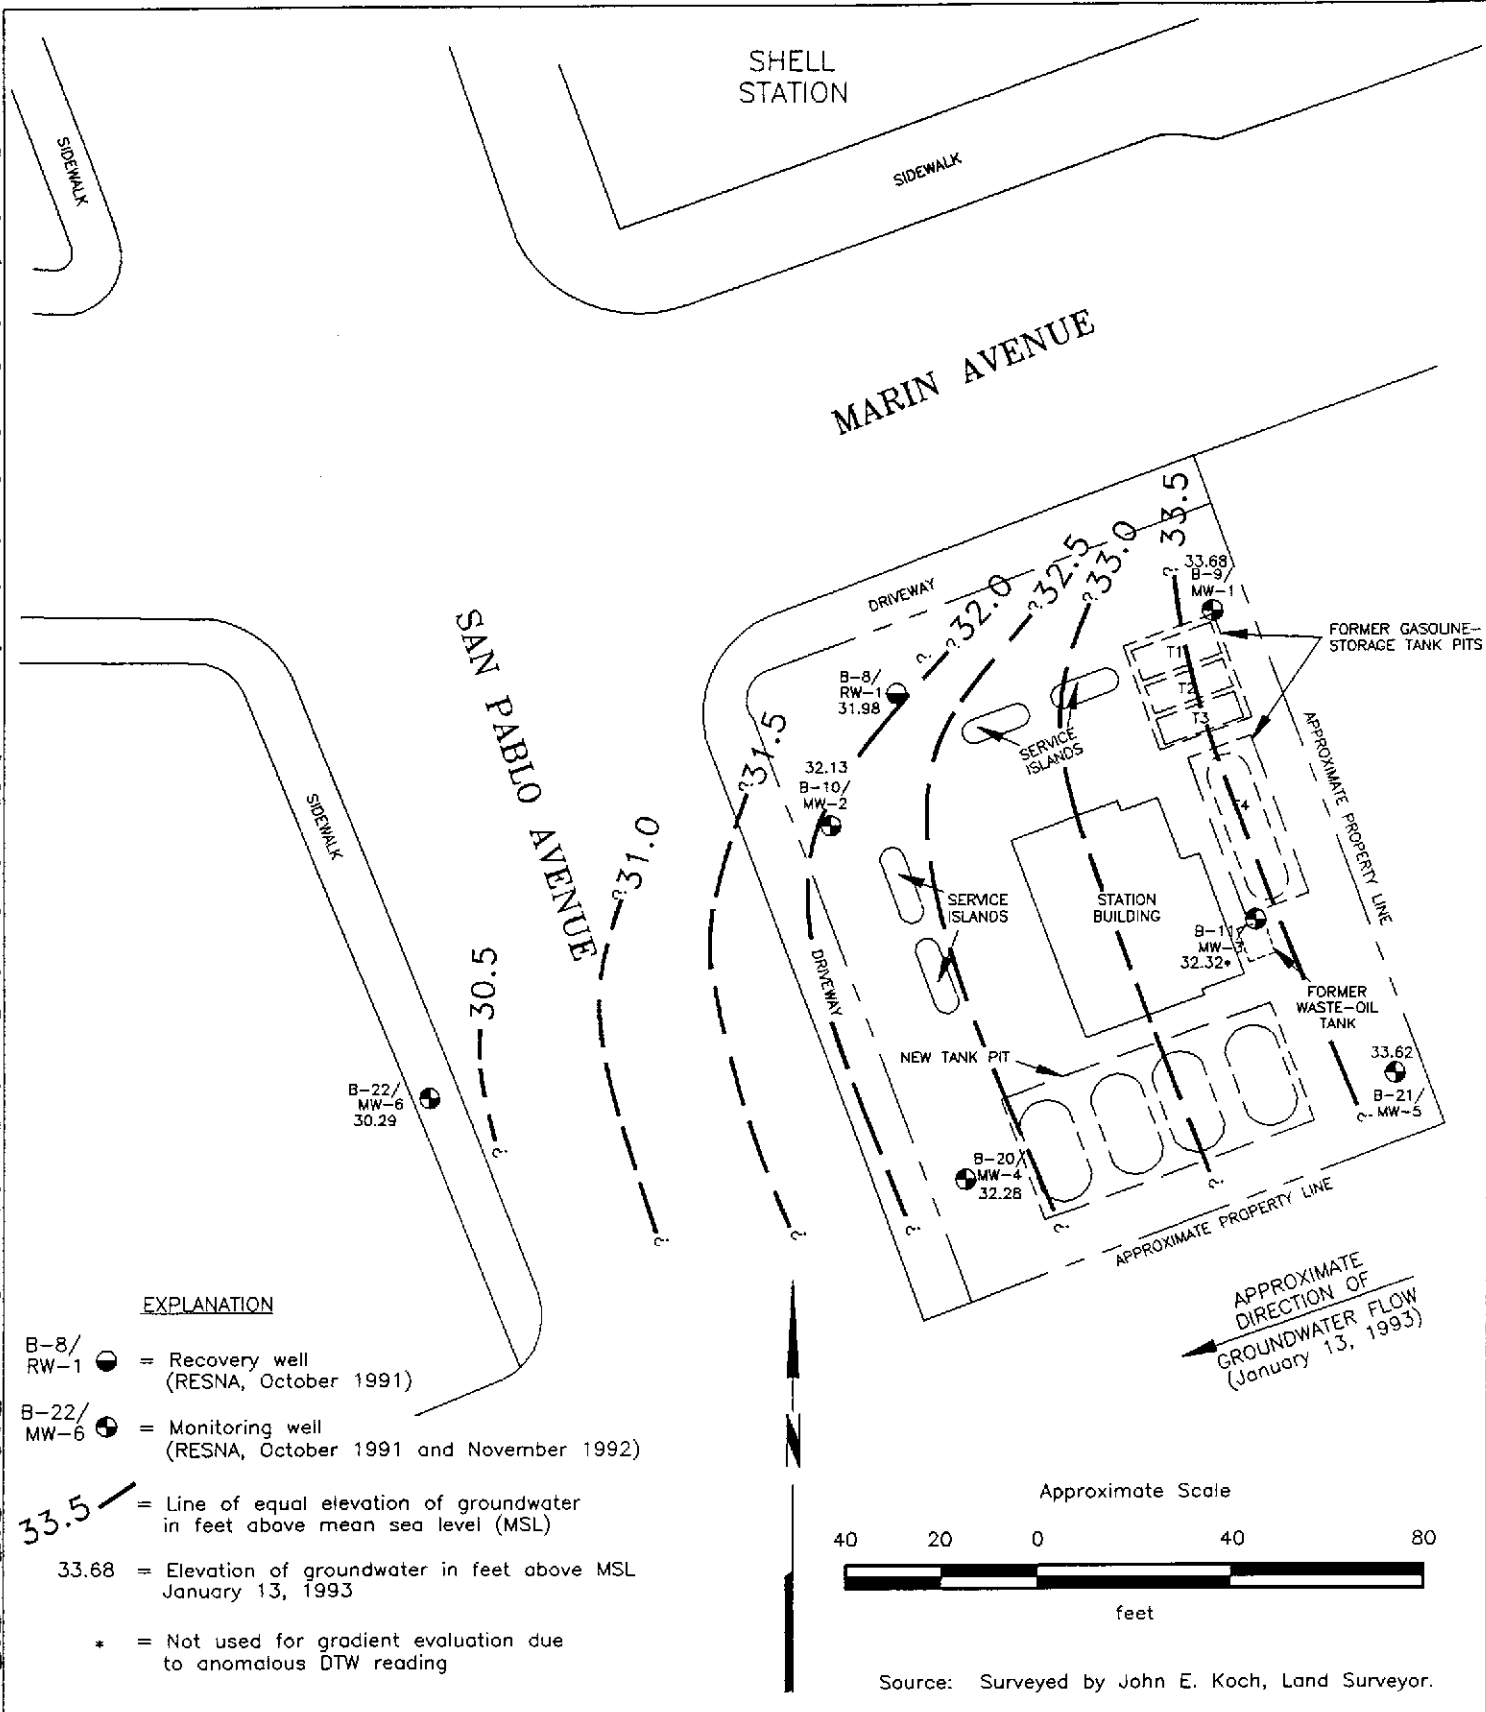 SHELL
STATION
SIDEWALK
SIDEWALK
MARIN AVENUE
33.5
33.0
32.5
32.0
33.68
B-9/
MW-1
DRIVEWAY
FORMER GASOLINE-
STORAGE TANK PITS
T1
T2
T3
T4
B-8/
RW-1
31.98
SERVICE
ISLANDS
APPROXIMATE PROPERTY LINE
SAN PABLO AVENUE
31.5
32.13
B-10/
MW-2
SIDEWALK
31.0
SERVICE
ISLANDS
STATION
BUILDING
B-11/
MW-3
32.32*
DRIVEWAY
30.5
FORMER
WASTE-OIL
TANK
NEW TANK PIT
33.62
B-21/
MW-5
B-22/
MW-6
30.29
B-20/
MW-4
32.28
APPROXIMATE PROPERTY LINE
APPROXIMATE
DIRECTION OF
GROUNDWATER FLOW
(January 13, 1993)
N
EXPLANATION
B-8/
RW-1 = Recovery well
(RESNA, October 1991)
B-22/
MW-6 = Monitoring well
(RESNA, October 1991 and November 1992)
33.5 = Line of equal elevation of groundwater
in feet above mean sea level (MSL)
33.68 = Elevation of groundwater in feet above MSL
January 13, 1993
* = Not used for gradient evaluation due
to anomalous DTW reading
Approximate Scale
40 20 0 40 80
feet
Source: Surveyed by John E. Koch, Land Surveyor.